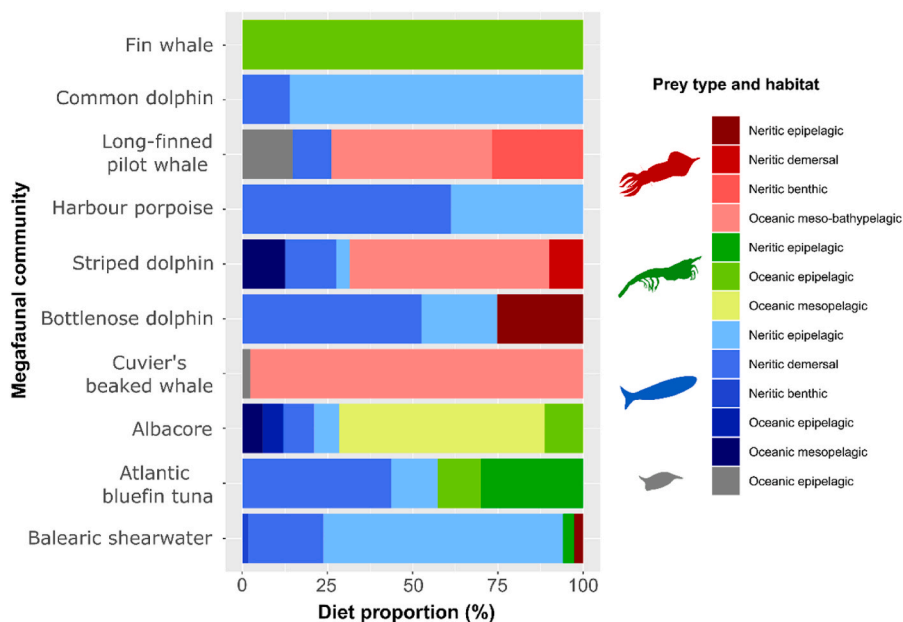 Megafaunal community
Fin whale
Common dolphin
Long-finned
pilot whale
Harbour porpoise
Striped dolphin
Bottlenose dolphin
Cuvier's
beaked whale
Albacore
Atlantic
bluefin tuna
Balearic shearwater
0 25 50 75 100
Diet proportion (%)
Prey type and habitat
Neritic epipelagic
Neritic demersal
Neritic benthic
Oceanic meso-bathypelagic
Neritic epipelagic
Oceanic epipelagic
Oceanic mesopelagic
Neritic epipelagic
Neritic demersal
Neritic benthic
Oceanic epipelagic
Oceanic mesopelagic
Oceanic epipelagic